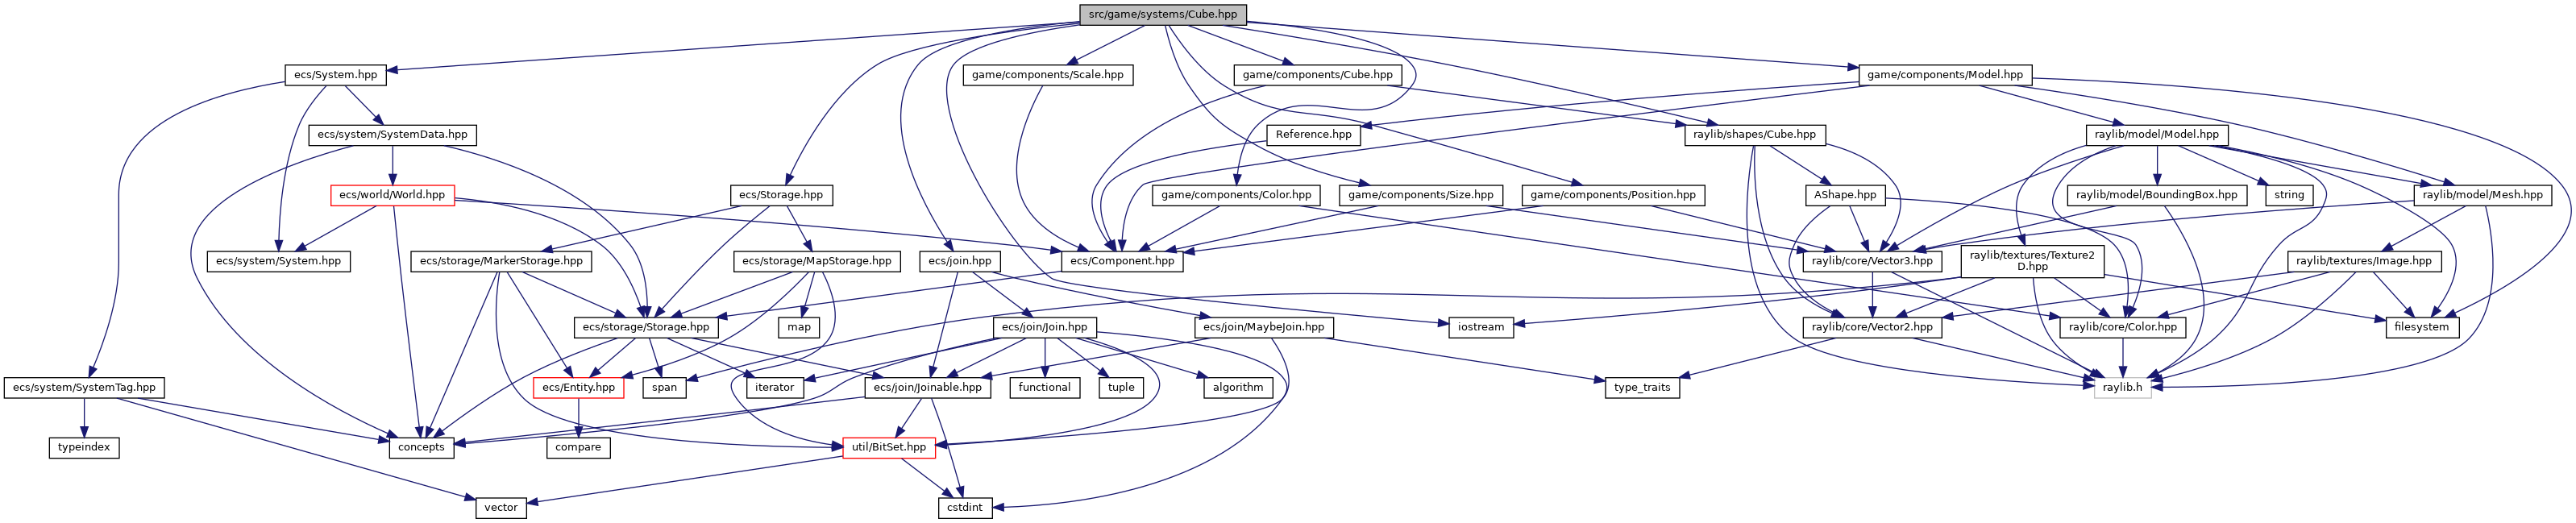 src/game/systems/Cube.hpp
ecs/System.hpp
game/components/Scale.hpp
game/components/Cube.hpp
game/components/Model.hpp
ecs/system/SystemData.hpp
Reference.hpp
raylib/shapes/Cube.hpp
raylib/model/Model.hpp
ecs/world/World.hpp
ecs/Storage.hpp
game/components/Color.hpp
game/components/Size.hpp
game/components/Position.hpp
AShape.hpp
raylib/model/BoundingBox.hpp
string
raylib/model/Mesh.hpp
ecs/system/System.hpp
ecs/storage/MarkerStorage.hpp
ecs/storage/MapStorage.hpp
ecs/join.hpp
ecs/Component.hpp
raylib/core/Vector3.hpp
raylib/textures/Texture2
D.hpp
raylib/textures/Image.hpp
ecs/storage/Storage.hpp
map
ecs/join/Join.hpp
ecs/join/MaybeJoin.hpp
iostream
raylib/core/Vector2.hpp
raylib/core/Color.hpp
filesystem
ecs/system/SystemTag.hpp
ecs/Entity.hpp
span
iterator
ecs/join/Joinable.hpp
functional
tuple
algorithm
type_traits
raylib.h
typeindex
concepts
compare
util/BitSet.hpp
vector
cstdint